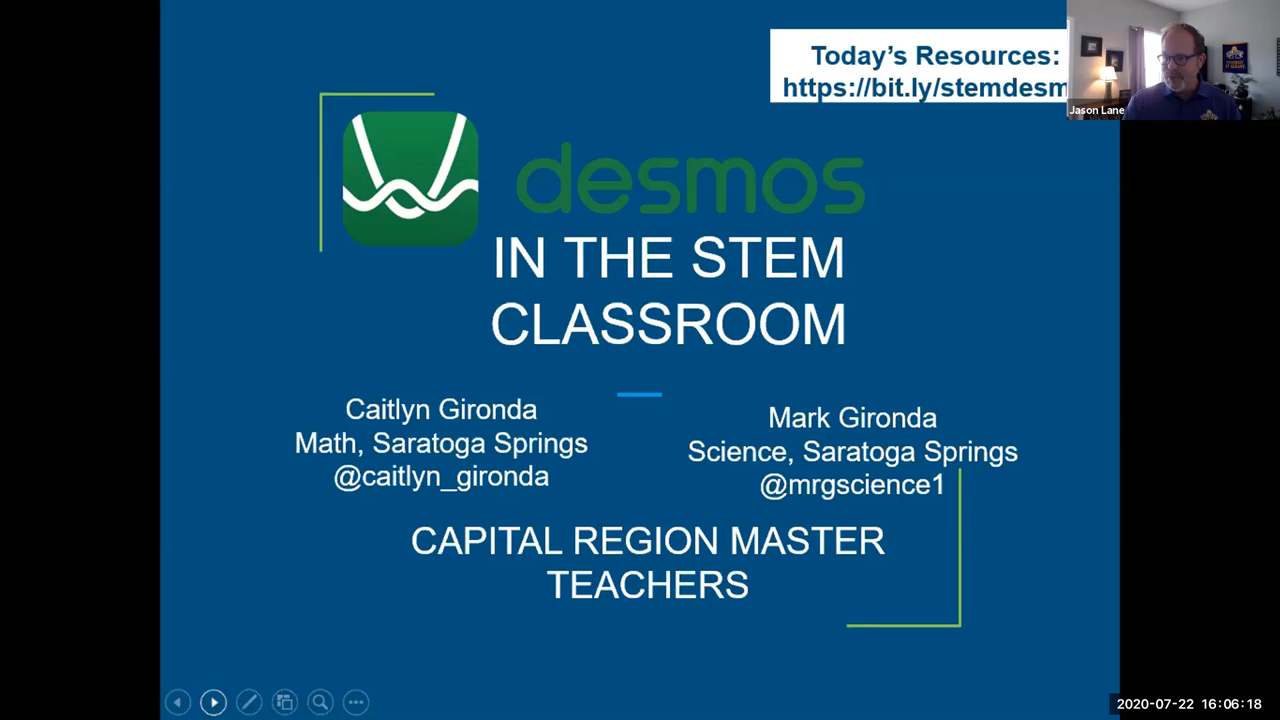 Today's Resources:
https://bit.ly/stemdesm
Jason Lane
desmos
IN THE STEM
CLASSROOM
Caitlyn Gironda
Math, Saratoga Springs
@caitlyn_gironda
Mark Gironda
Science, Saratoga Springs
@mrgscience1
CAPITAL REGION MASTER
TEACHERS
2020-07-22 16:06:18